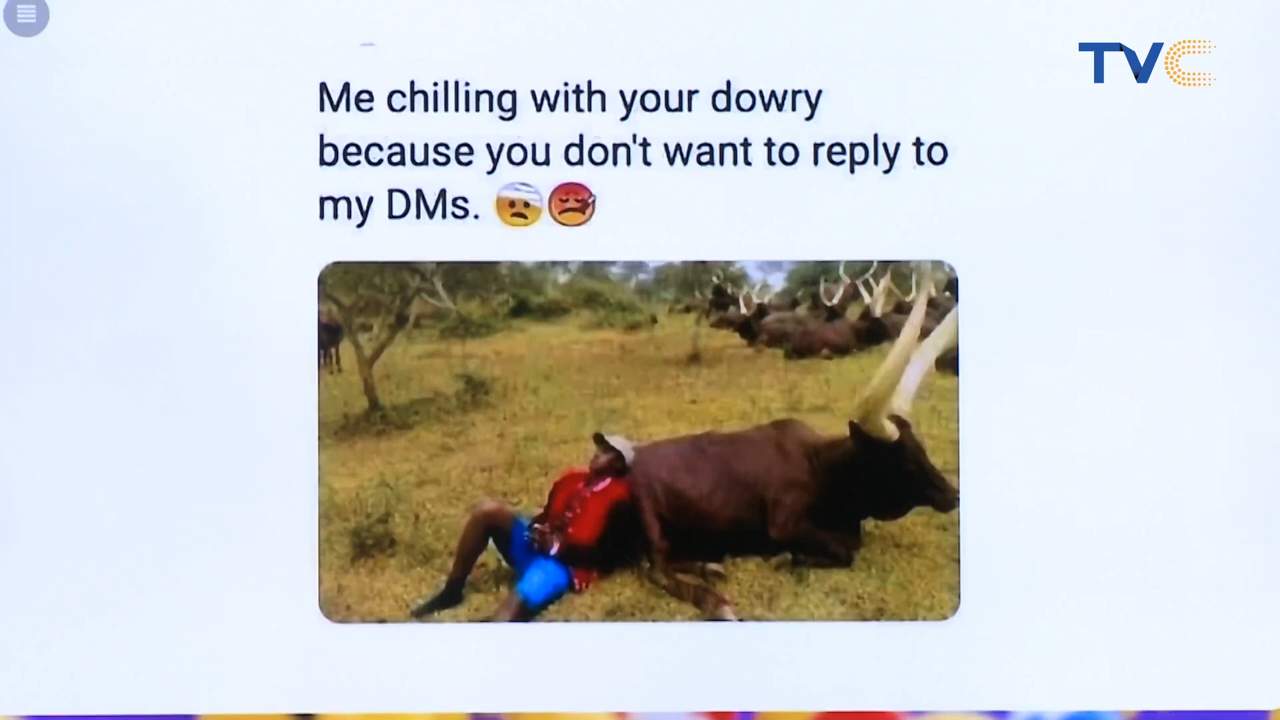 TVC
Me chilling with your dowry
because you don't want to reply to
my DMs. 🤕🤒